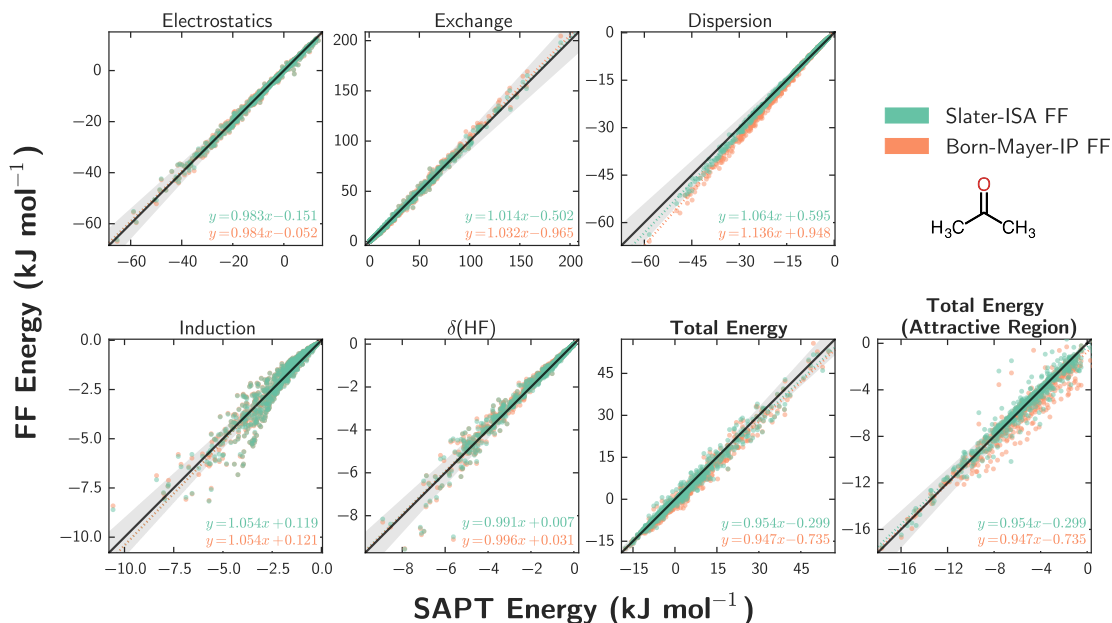 Electrostatics
Exchange
Dispersion
0
−20
−40
−60
−60
−40
−20
0
y=0.983x−0.151
y=0.984x−0.052
200
150
100
50
0
0
50
100
150
200
y=1.014x−0.502
y=1.032x−0.965
0
−15
−30
−45
−60
−60
−45
−30
−15
0
y=1.064x+0.595
y=1.136x+0.948
Slater-ISA FF
Born-Mayer-IP FF
O
H₃C
CH₃
FF Energy (kJ mol⁻¹)
Induction
δ(HF)
Total Energy
Total Energy
(Attractive Region)
0.0
−2.5
−5.0
−7.5
−10.0
−10.0
−7.5
−5.0
−2.5
0.0
y=1.054x+0.119
y=1.054x+0.121
0
−2
−4
−6
−8
−8
−6
−4
−2
0
y=0.991x+0.007
y=0.996x+0.031
45
30
15
0
−15
−15
0
15
30
45
y=0.954x−0.299
y=0.947x−0.735
0
−4
−8
−12
−16
−16
−12
−8
−4
0
y=0.954x−0.299
y=0.947x−0.735
SAPT Energy (kJ mol⁻¹)